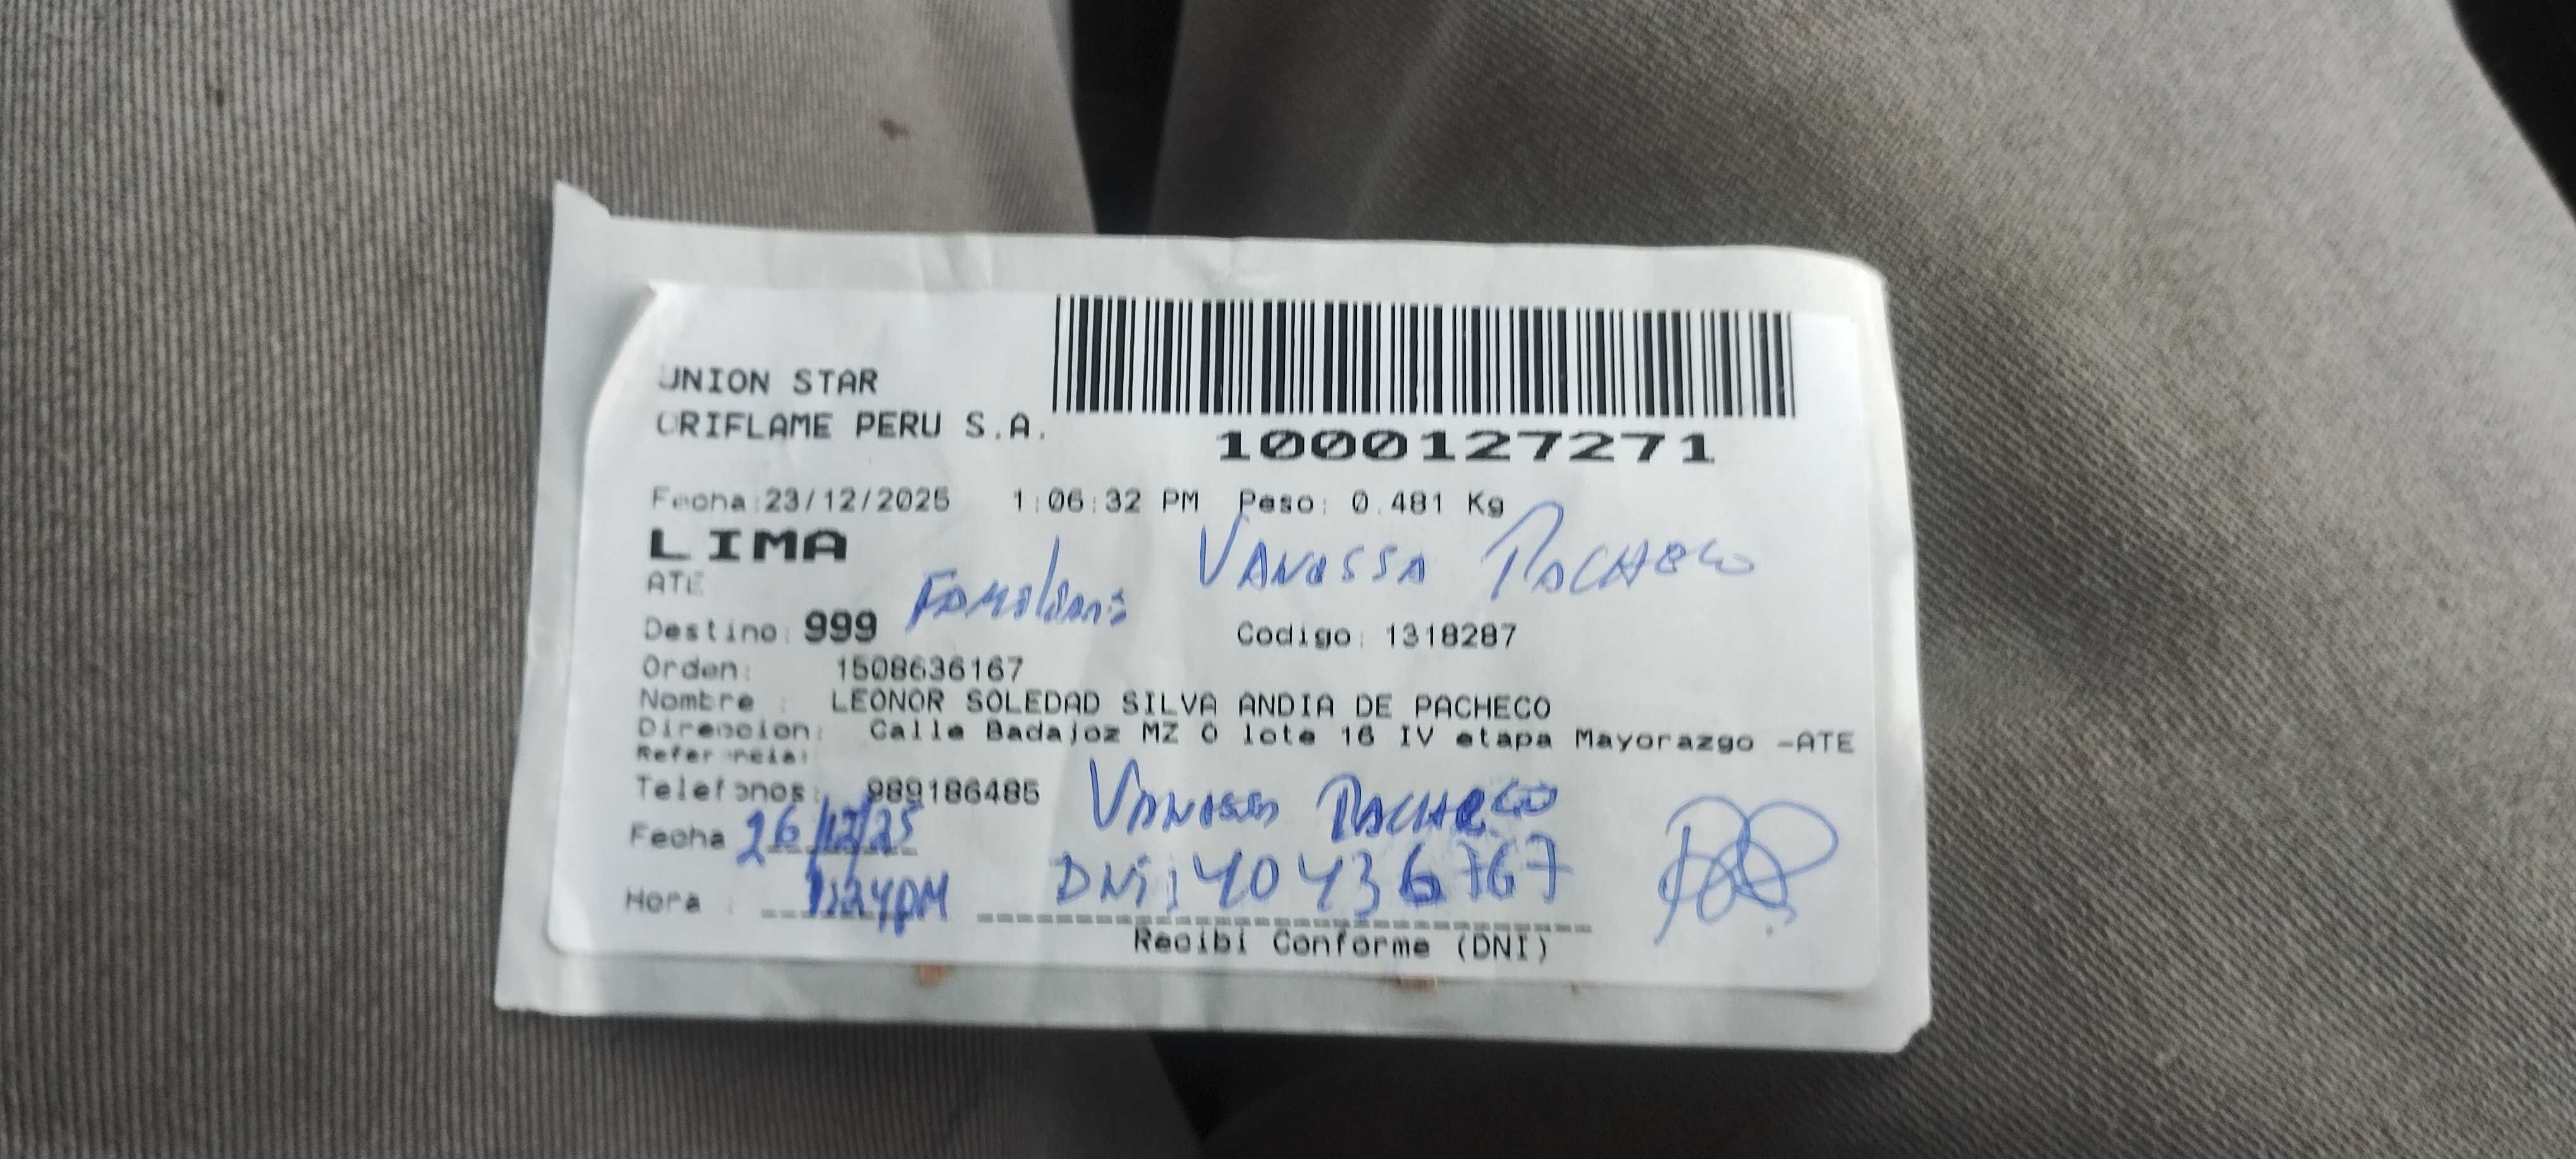 UNION STAR
ORIFLAME PERU S.A.
1000127271
Fecha:23/12/2025 1:06:32 PM Peso: 0.481 Kg
LIMA
Vanessa Pacheco
ATE
Destino: 999 Codigo: 1318287
Orden: 1508636167
Nombre : LEONOR SOLEDAD SILVA ANDIA DE PACHECO
Direccion: Calle Badajoz MZ O lote 16 IV etapa Mayorazgo -ATE
Referencia:
Telefonos: 989186485
Vanessa Pacheco
Fecha 26/12/25
DNI: 40436767
Hora : 1:24PM
Recibi Conforme (DNI)